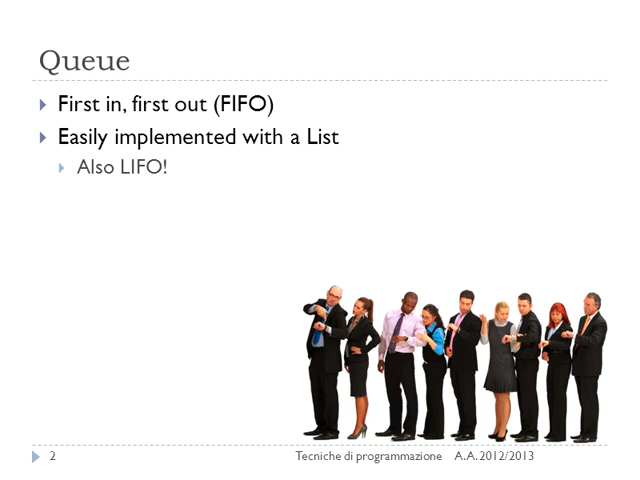 Queue
First in, first out (FIFO)
Easily implemented with a List
Also LIFO!
2 Tecniche di programmazione A.A. 2012/2013